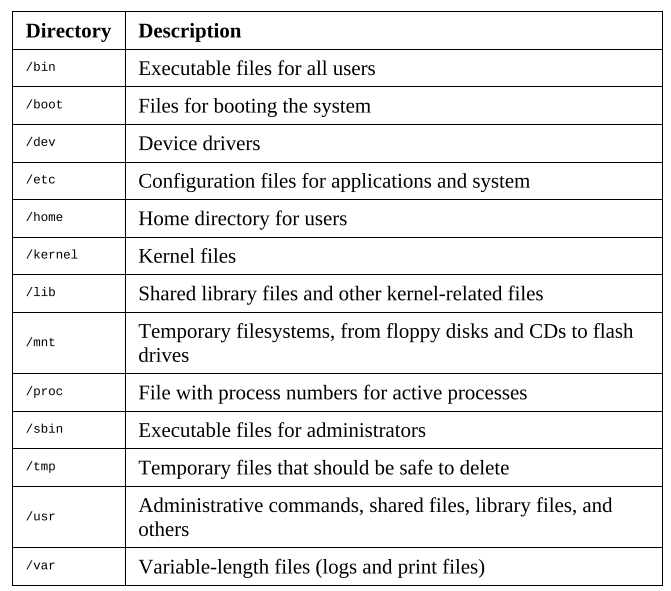 Directory Description
/bin Executable files for all users
/boot Files for booting the system
/dev Device drivers
/etc Configuration files for applications and system
/home Home directory for users
/kernel Kernel files
/lib Shared library files and other kernel-related files
/mnt Temporary filesystems, from floppy disks and CDs to flash
drives
/proc File with process numbers for active processes
/sbin Executable files for administrators
/tmp Temporary files that should be safe to delete
/usr Administrative commands, shared files, library files, and
others
/var Variable-length files (logs and print files)